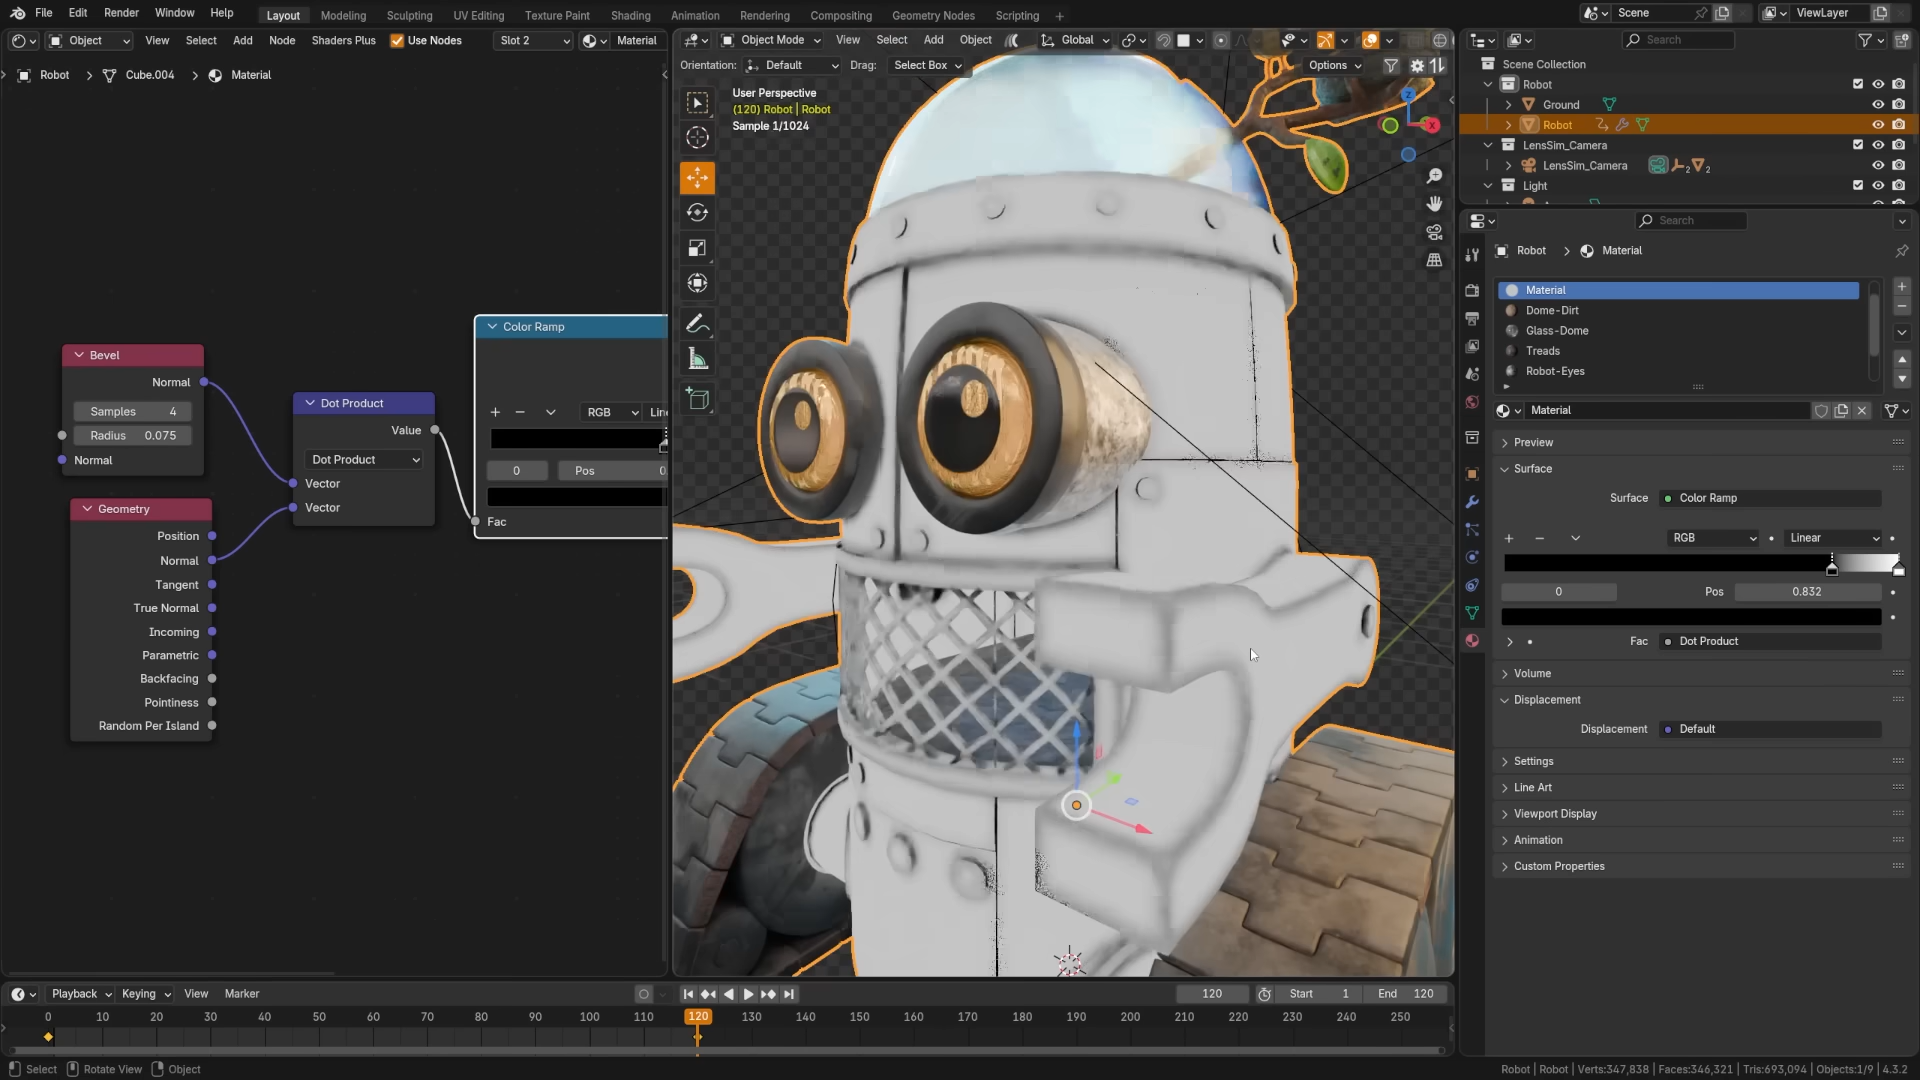 File Edit Render Window Help Layout Modeling Sculpting UV Editing Texture Paint Shading Animation Rendering Compositing Geometry Nodes Scripting + Scene ViewLayer
Object View Select Add Node Shaders Plus Use Nodes Slot 2 Material
Object Mode View Select Add Object Global
Search
Orientation: Default Drag: Select Box Options
Robot > Cube.004 > Material
User Perspective
(120) Robot | Robot
Sample 1/1024
Z
X
Scene Collection
Robot
Ground
Robot
LensSim_Camera
LensSim_Camera 2 2
Light
Search
Robot > Material
Material
Dome-Dirt
Glass-Dome
Treads
Robot-Eyes
Material
Preview
Surface
Surface Color Ramp
RGB Linear
0 Pos 0.832
Fac Dot Product
Volume
Displacement
Displacement Default
Settings
Line Art
Viewport Display
Animation
Custom Properties
Bevel
Normal
Samples 4
Radius 0.075
Normal
Geometry
Position
Normal
Tangent
True Normal
Incoming
Parametric
Backfacing
Pointiness
Random Per Island
Dot Product
Value
Dot Product
Vector
Vector
Color Ramp
RGB Line
0 Pos 0
Fac
Playback Keying View Marker 120 Start 1 End 120
0 10 20 30 40 50 60 70 80 90 100 110 120 130 140 150 160 170 180 190 200 210 220 230 240 250
Select Rotate View Object
Robot | Robot | Verts:347,838 | Faces:346,321 | Tris:693,094 | Objects:1/9 | 4.3.2